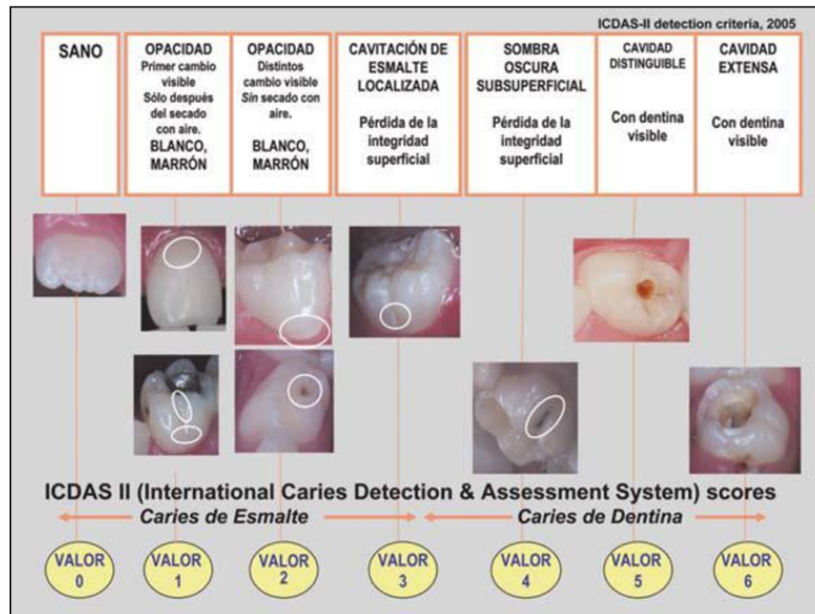 ICDAS-II detection criteria, 2005
SANO
OPACIDAD
Primer cambio
visible
Sólo después
del secado
con aire.
BLANCO,
MARRÓN
OPACIDAD
Distintos
cambio visible
Sin secado con
aire.
BLANCO,
MARRÓN
CAVITACIÓN DE
ESMALTE
LOCALIZADA
Pérdida de la
integridad
superficial
SOMBRA
OSCURA
SUBSUPERFICIAL
Pérdida de la
integridad
superficial
CAVIDAD
DISTINGUIBLE
Con dentina
visible
CAVIDAD
EXTENSA
Con dentina
visible
ICDAS II (International Caries Detection & Assessment System) scores
Caries de Esmalte
Caries de Dentina
VALOR
0
VALOR
1
VALOR
2
VALOR
3
VALOR
4
VALOR
5
VALOR
6